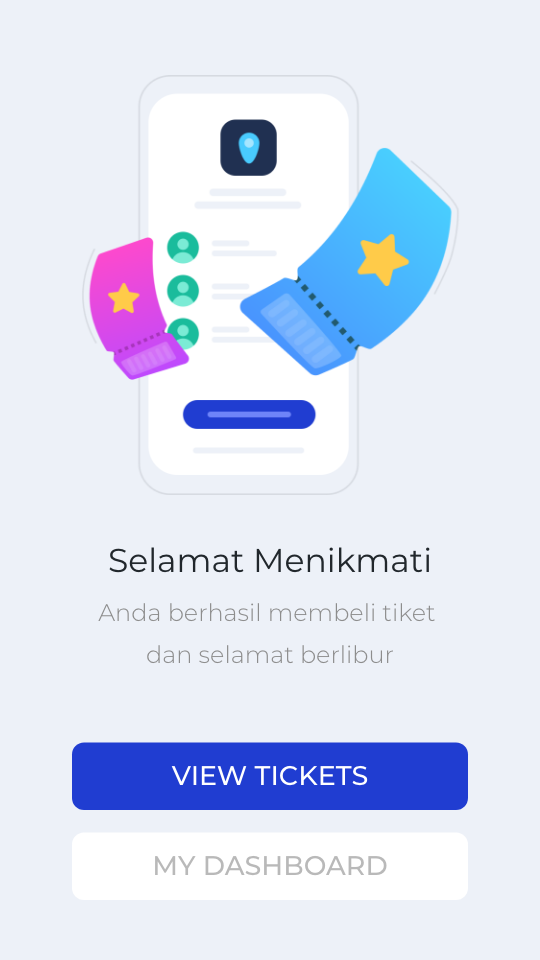 Selamat Menikmati
Anda berhasil membeli tiket
dan selamat berlibur
VIEW TICKETS
MY DASHBOARD